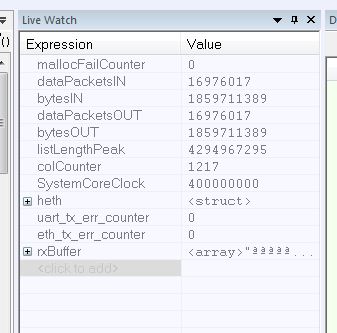 Live Watch
D
()
Expression Value
mallocFailCounter 0
dataPacketsIN 16976017
bytesIN 1859711389
dataPacketsOUT 16976017
bytesOUT 1859711389
listLengthPeak 4294967295
colCounter 1217
SystemCoreClock 400000000
heth <struct>
uart_tx_err_counter 0
eth_tx_err_counter 0
rxBuffer <array>"ªªªªª...
<click to add>